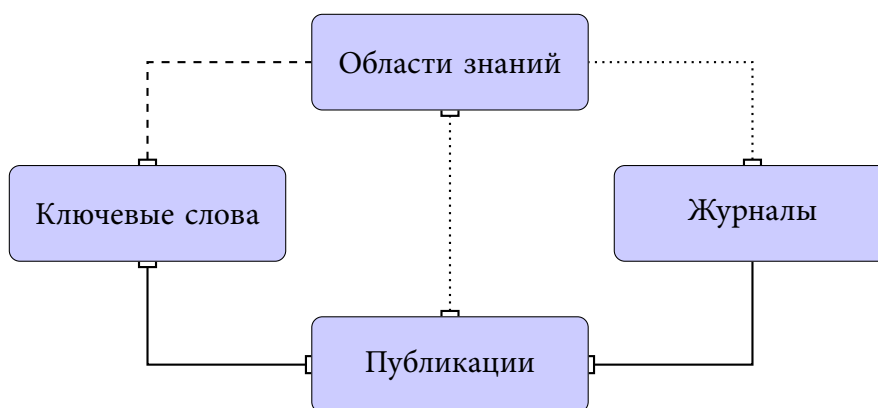 Области знаний
Ключевые слова
Журналы
Публикации